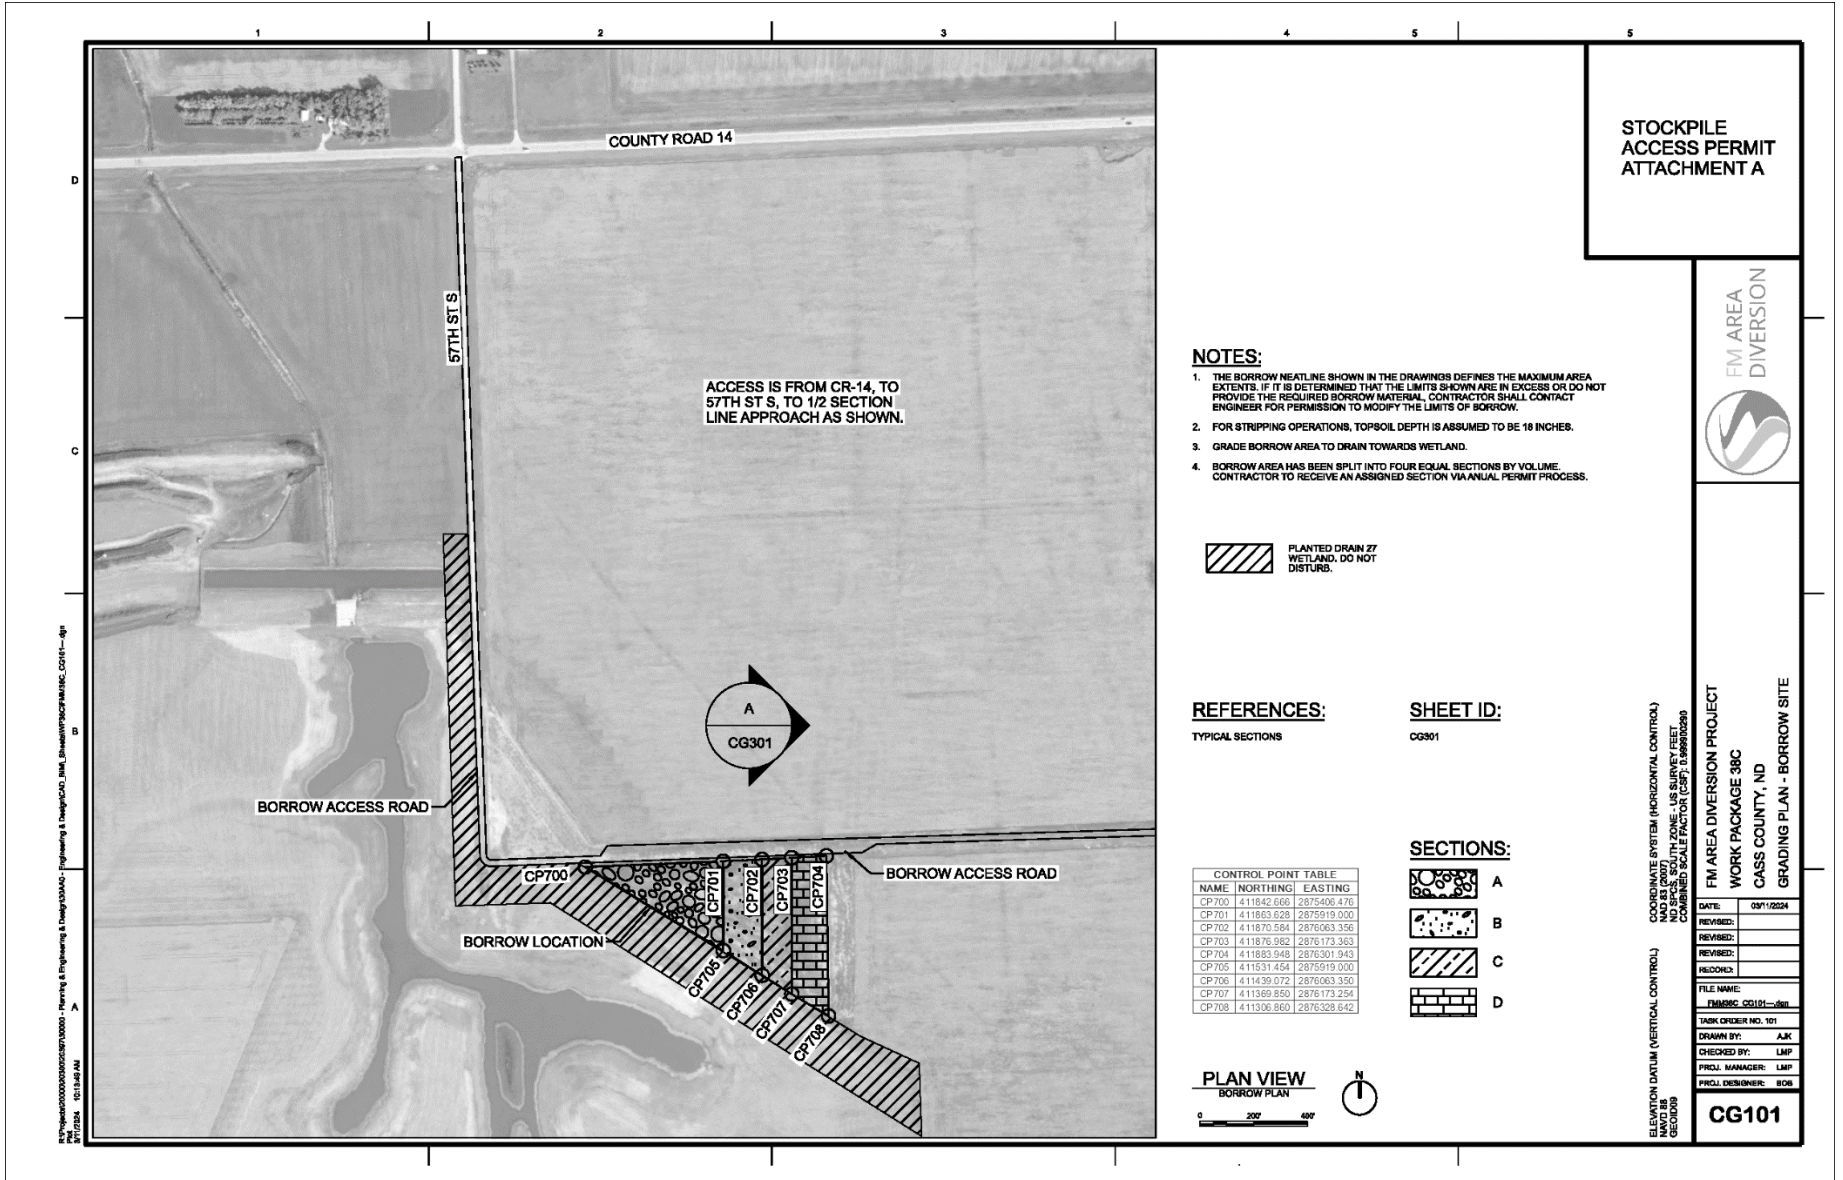 1 2 3 4 5 5
STOCKPILE
ACCESS PERMIT
ATTACHMENT A
COUNTY ROAD 14
57TH ST S
ACCESS IS FROM CR-14, TO
57TH ST S, TO 1/2 SECTION
LINE APPROACH AS SHOWN.
D
C
B
A
A
CG301
BORROW ACCESS ROAD
BORROW ACCESS ROAD
BORROW LOCATION
CP700
CP701
CP702
CP703
CP704
CP705
CP706
CP707
CP708
NOTES:
1. THE BORROW NEATLINE SHOWN IN THE DRAWINGS DEFINES THE MAXIMUM AREA
EXTENTS. IF IT IS DETERMINED THAT THE LIMITS SHOWN ARE IN EXCESS OR DO NOT
PROVIDE THE REQUIRED BORROW MATERIAL, CONTRACTOR SHALL CONTACT
ENGINEER FOR PERMISSION TO MODIFY THE LIMITS OF BORROW.
2. FOR STRIPPING OPERATIONS, TOPSOIL DEPTH IS ASSUMED TO BE 18 INCHES.
3. GRADE BORROW AREA TO DRAIN TOWARDS WETLAND.
4. BORROW AREA HAS BEEN SPLIT INTO FOUR EQUAL SECTIONS BY VOLUME.
CONTRACTOR TO RECEIVE AN ASSIGNED SECTION VIA ANUAL PERMIT PROCESS.
PLANTED DRAIN 27
WETLAND. DO NOT
DISTURB.
REFERENCES: SHEET ID:
TYPICAL SECTIONS CG301
SECTIONS:
A
B
C
D
CONTROL POINT TABLE
NAME NORTHING EASTING
CP700 411842.666 2875406.476
CP701 411863.628 2875919.000
CP702 411870.584 2876063.356
CP703 411876.982 2876173.363
CP704 411883.948 2876301.943
CP705 411531.454 2875919.000
CP706 411439.072 2876063.350
CP707 411369.850 2876173.254
CP708 411306.860 2876328.642
PLAN VIEW
BORROW PLAN
0 200' 400'
N
COORDINATE SYSTEM (HORIZONTAL CONTROL)
NAD 83 (2007)
ND SPCS, SOUTH ZONE - US SURVEY FEET
COMBINED SCALE FACTOR (CSF): 0.9999000290
ELEVATION DATUM (VERTICAL CONTROL)
NAVD 88
GEOID09
FM AREA
DIVERSION
FM AREA DIVERSION PROJECT
WORK PACKAGE 38C
CASS COUNTY, ND
GRADING PLAN - BORROW SITE
DATE: 03/11/2024
REVISED:
REVISED:
REVISED:
RECORD:
FILE NAME:
TASK ORDER NO. 101
DRAWN BY: AJK
CHECKED BY: LMP
PROJ. MANAGER: LMP
PROJ. DESIGNER: BOB
CG101